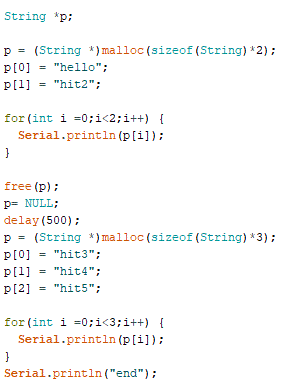 String *p;
p = (String *)malloc(sizeof(String)*2);
p[0] = "hello";
p[1] = "hit2";
for(int i =0;i<2;i++) {
Serial.println(p[i]);
}
free(p);
p= NULL;
delay(500);
p = (String *)malloc(sizeof(String)*3);
p[0] = "hit3";
p[1] = "hit4";
p[2] = "hit5";
for(int i =0;i<3;i++) {
Serial.println(p[i]);
}
Serial.println("end");